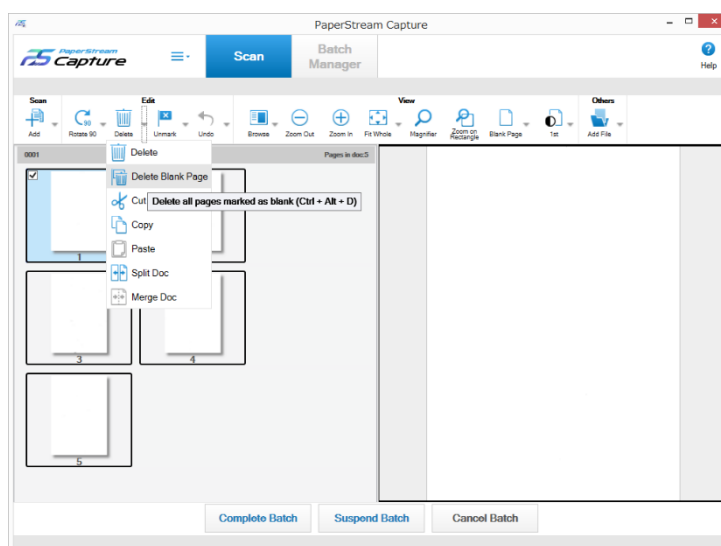 PaperStream Capture
PaperStream
Capture
Scan
Batch
Manager
Help
Scan
Edit
View
Others
Add
Rotate 90
Delete
Unmark
Undo
Browse
Zoom Out
Zoom In
Fit Whole
Magnifier
Zoom on
Rectangle
Blank Page
1st
Add File
0001
Pages in doc:5
Delete
Delete Blank Page
Cut
Delete all pages marked as blank (Ctrl + Alt + D)
Copy
Paste
Split Doc
Merge Doc
1
3
4
5
Complete Batch
Suspend Batch
Cancel Batch